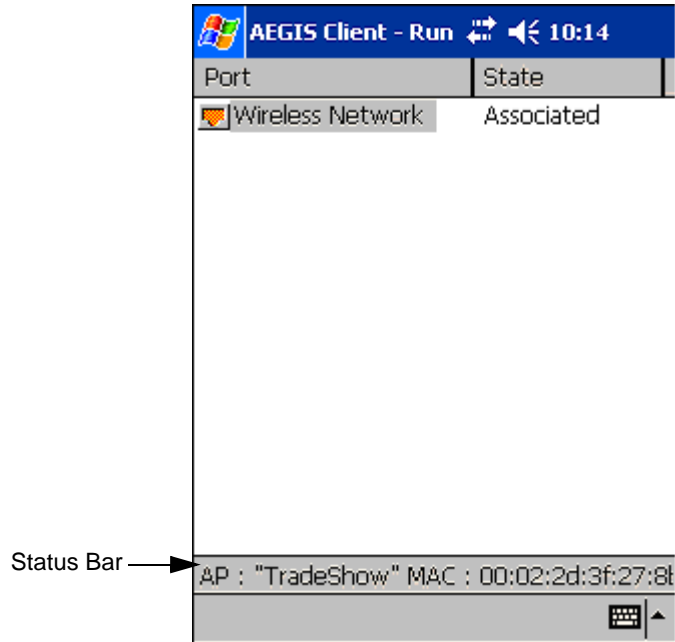 AEGIS Client - Run 10:14
Port State
Wireless Network Associated
Status Bar
AP : "TradeShow" MAC : 00:02:2d:3f:27: